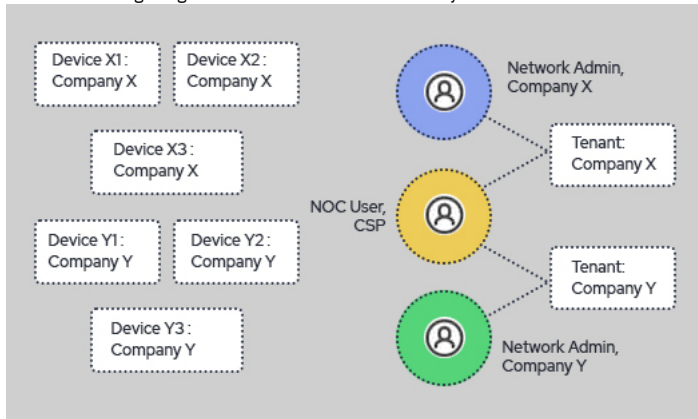 Device X1:
Company X
Device X2:
Company X
Device X3:
Company X
Device Y1:
Company Y
Device Y2:
Company Y
Device Y3:
Company Y
Network Admin,
Company X
Tenant:
Company X
NOC User,
CSP
Tenant:
Company Y
Network Admin,
Company Y